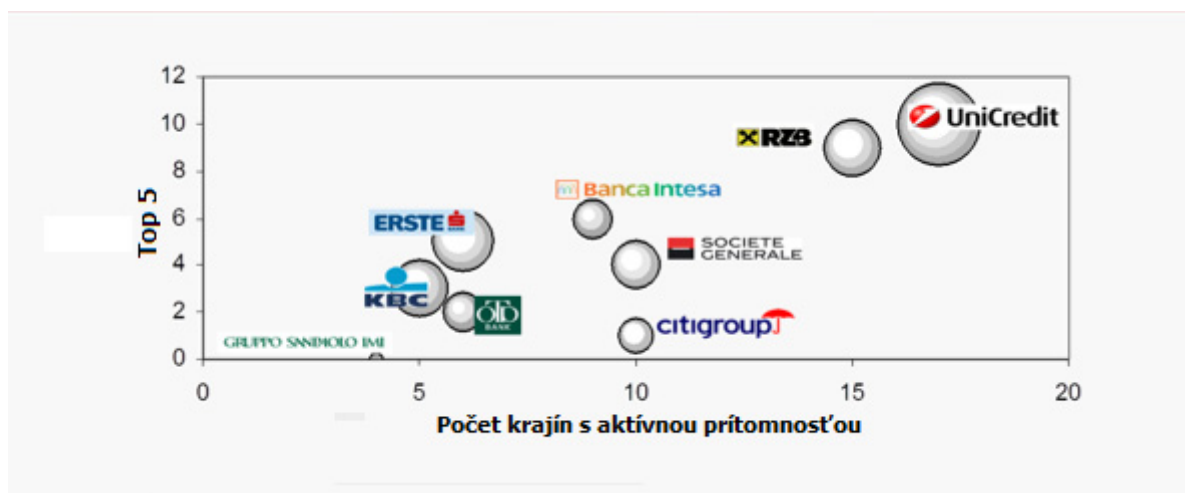 12
10
8
6
4
2
0
Top 5
UniCredit
RZB
Banca Intesa
ERSTE
SOCIETE
GENERALE
KBC
OTP
BANK
citigroup
GRUPPO SANPAOLO IMI
0 5 10 15 20
Počet krajín s aktívnou prítomnosťou